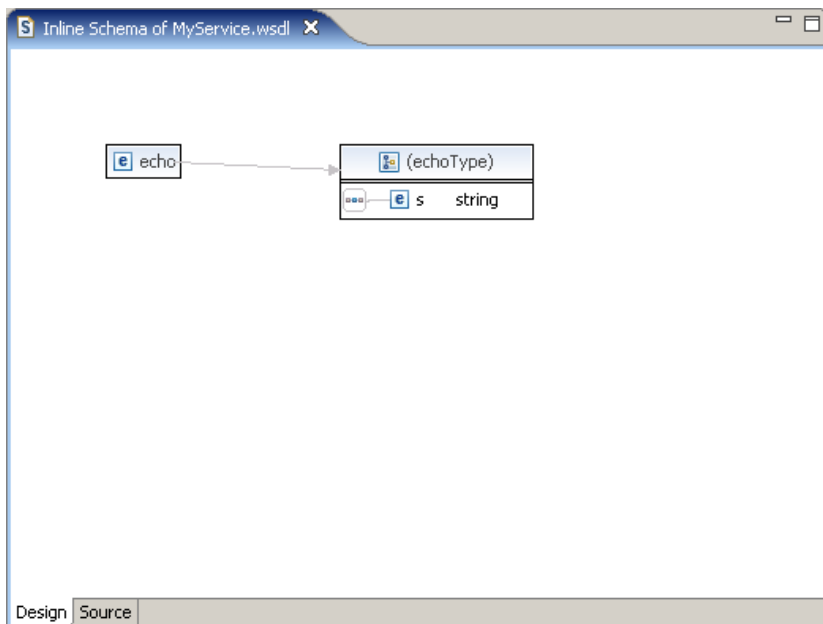 S Inline Schema of MyService.wsdl
e echo
(echoType)
e s string
Design Source